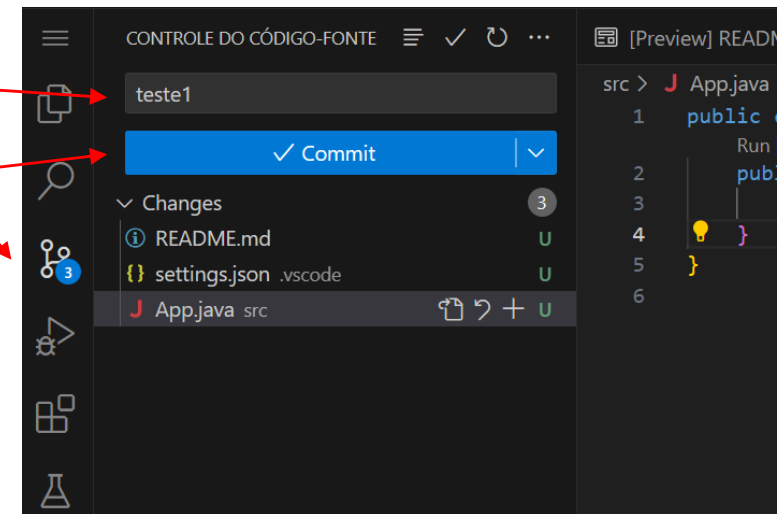 CONTROLE DO CÓDIGO-FONTE
teste1
Commit
Changes 3
README.md U
settings.json .vscode U
App.java src U
3
[Preview] READM
src > J App.java
1 public
Run
2 publ
3
4 }
5 }
6